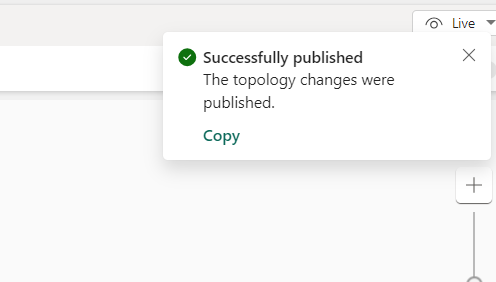 Live
Successfully published
The topology changes were
published.
Copy